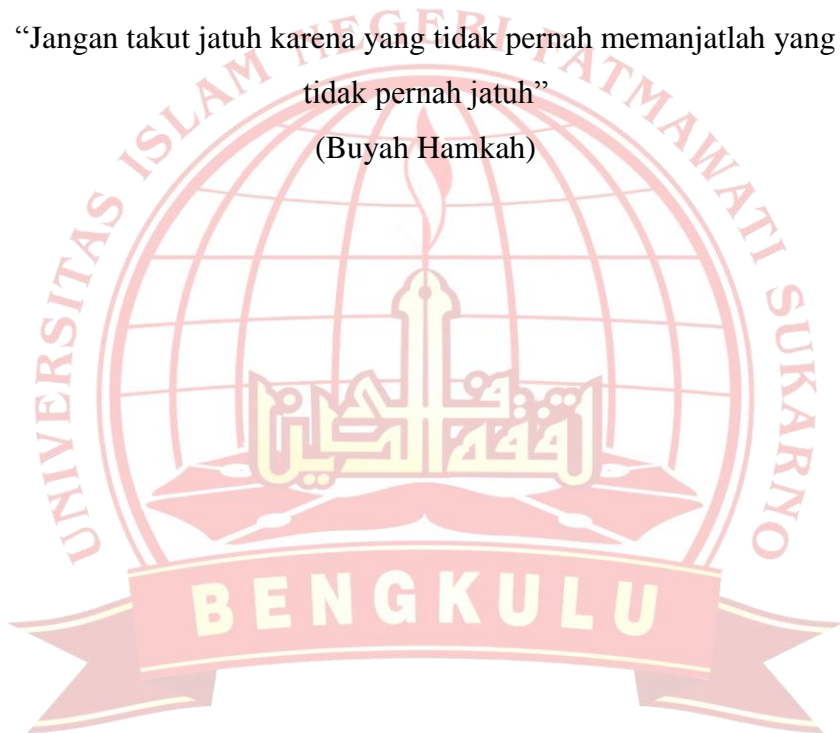 “Jangan takut jatuh karena yang tidak pernah memanjatlah yang
tidak pernah jatuh”
(Buyah Hamkah)
UNIVERSITAS ISLAM NEGERI FATMAWATI SUKARNO
BENGKULU